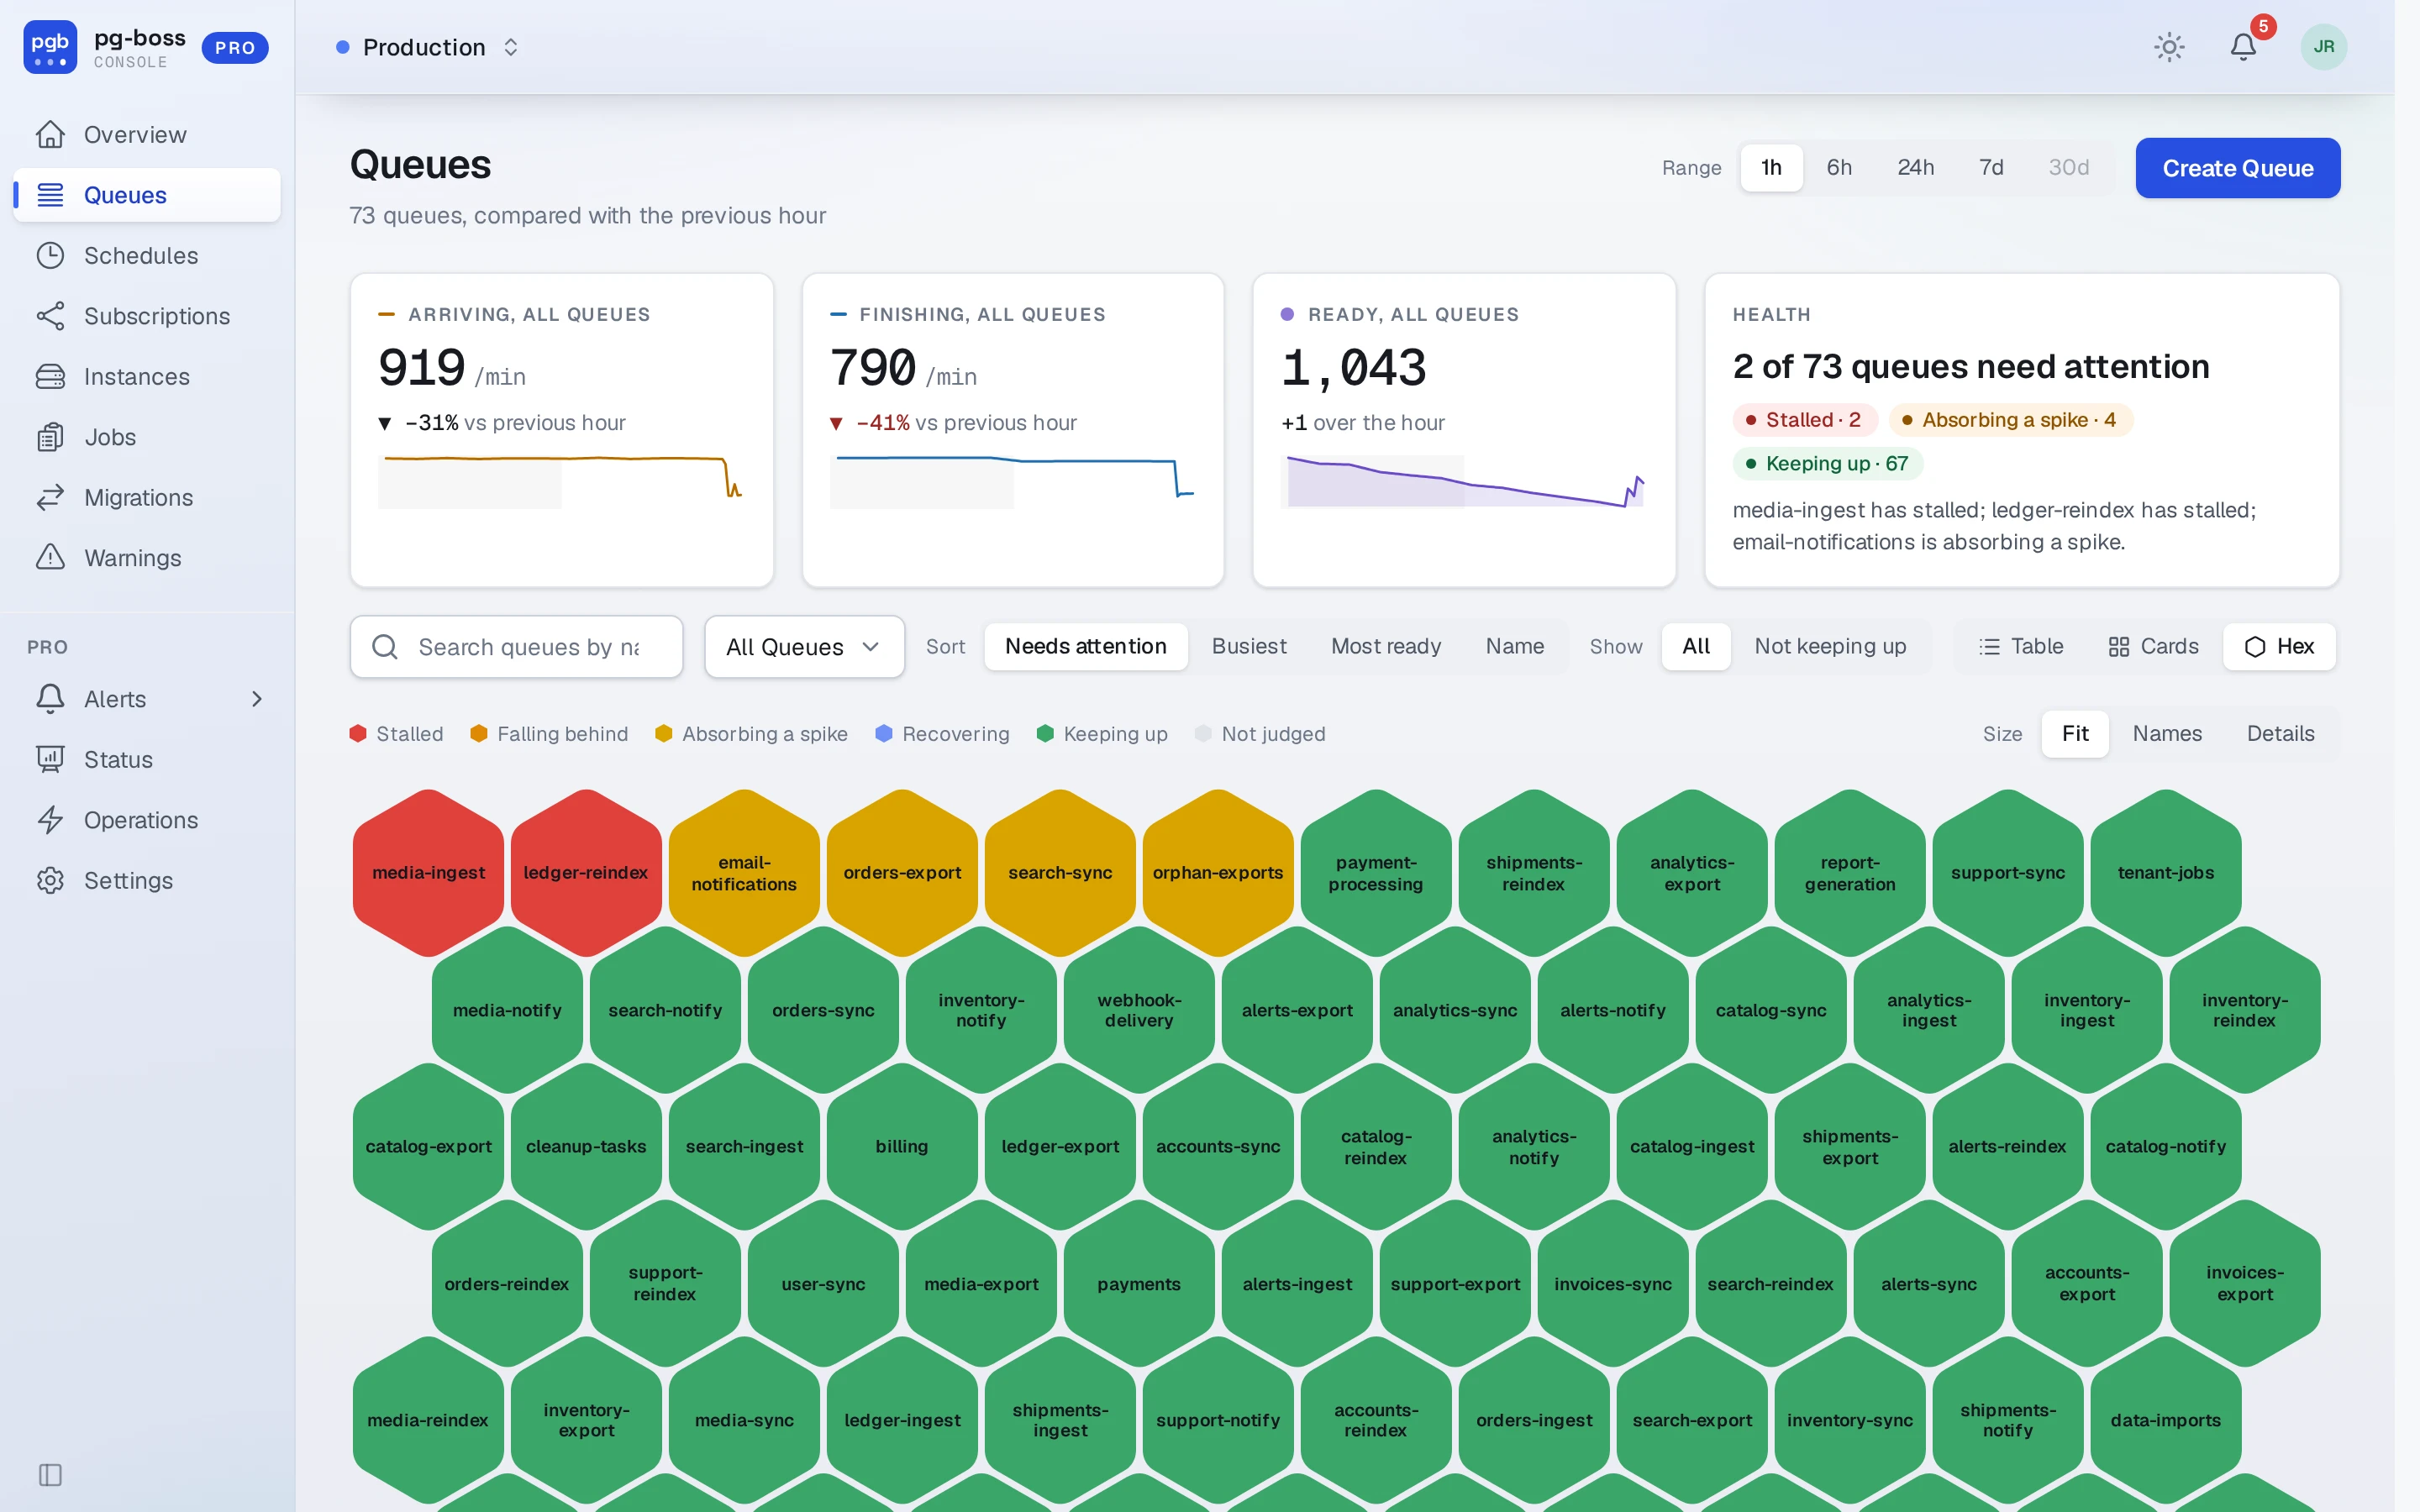 pgb
pg-boss
CONSOLE
PRO
Production
5
JR
Overview
Queues
Schedules
Subscriptions
Instances
Jobs
Migrations
Warnings
PRO
Alerts
Status
Operations
Settings
Queues
73 queues, compared with the previous hour
Range 1h 6h 24h 7d 30d
Create Queue
ARRIVING, ALL QUEUES
919 /min
▼ −31% vs previous hour
FINISHING, ALL QUEUES
790 /min
▼ −41% vs previous hour
READY, ALL QUEUES
1,043
+1 over the hour
HEALTH
2 of 73 queues need attention
Stalled · 2
Absorbing a spike · 4
Keeping up · 67
media-ingest has stalled; ledger-reindex has stalled;
email-notifications is absorbing a spike.
Search queues by na
All Queues
Sort Needs attention Busiest Most ready Name
Show All Not keeping up
Table Cards Hex
Stalled Falling behind Absorbing a spike Recovering Keeping up Not judged
Size Fit Names Details
media-ingest
ledger-reindex
email-
notifications
orders-export
search-sync
orphan-exports
payment-
processing
shipments-
reindex
analytics-
export
report-
generation
support-sync
tenant-jobs
media-notify
search-notify
orders-sync
inventory-
notify
webhook-
delivery
alerts-export
analytics-sync
alerts-notify
catalog-sync
analytics-
ingest
inventory-
ingest
inventory-
reindex
catalog-export
cleanup-tasks
search-ingest
billing
ledger-export
accounts-sync
catalog-
reindex
analytics-
notify
catalog-ingest
shipments-
export
alerts-reindex
catalog-notify
orders-reindex
support-
reindex
user-sync
media-export
payments
alerts-ingest
support-export
invoices-sync
search-reindex
alerts-sync
accounts-
export
invoices-
export
media-reindex
inventory-
export
media-sync
ledger-ingest
shipments-
ingest
support-notify
accounts-
reindex
orders-ingest
search-export
inventory-sync
shipments-
notify
data-imports